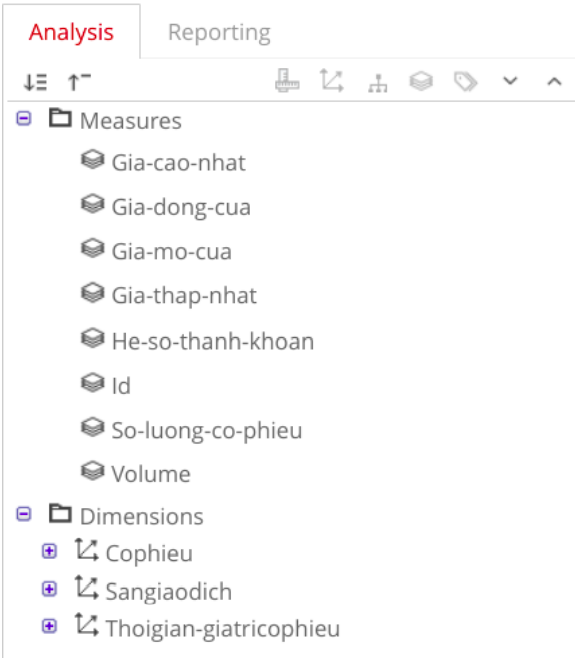 Analysis Reporting
Measures
Gia-cao-nhat
Gia-dong-cua
Gia-mo-cua
Gia-thap-nhat
He-so-thanh-khoan
Id
So-luong-co-phieu
Volume
Dimensions
Cophieu
Sangiaodich
Thoigian-giatricophieu